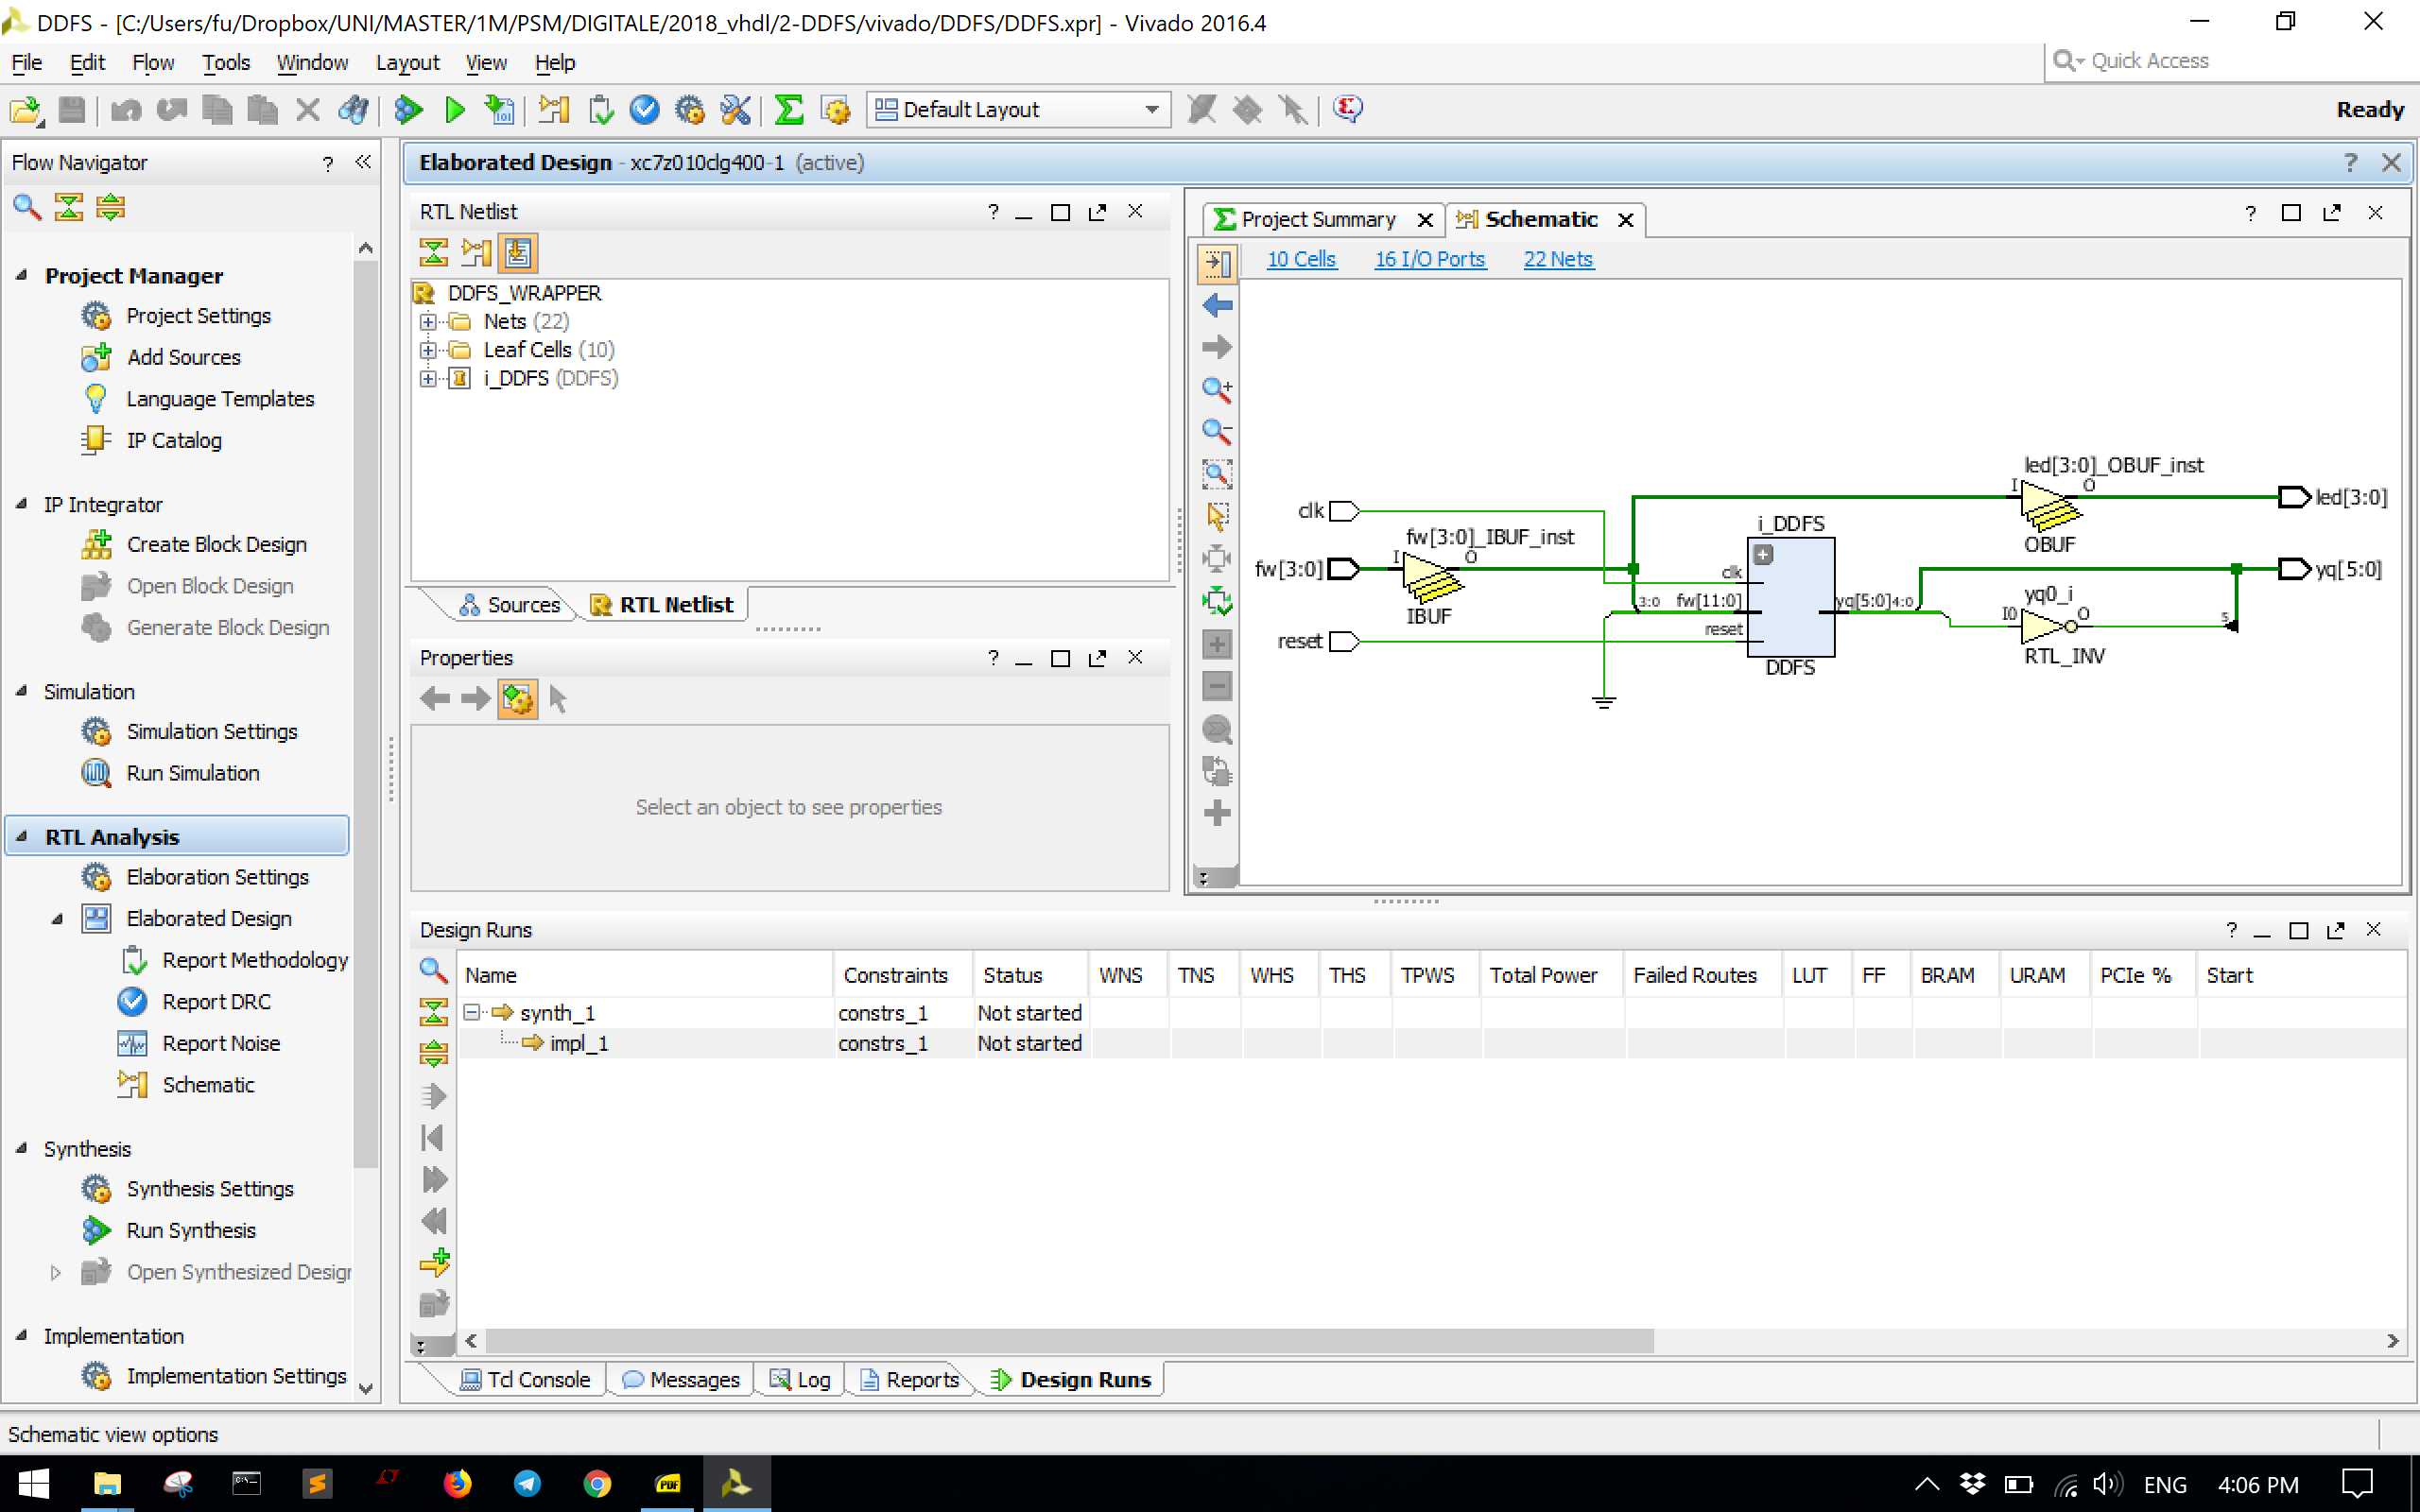 DDFS - [C:/Users/fu/Dropbox/UNI/MASTER/1M/PSM/DIGITALE/2018_vhdl/2-DDFS/vivado/DDFS/DDFS.xpr] - Vivado 2016.4
File Edit Flow Tools Window Layout View Help
Quick Access
Default Layout
Ready
Flow Navigator
Project Manager
Project Settings
Add Sources
Language Templates
IP Catalog
IP Integrator
Create Block Design
Open Block Design
Generate Block Design
Simulation
Simulation Settings
Run Simulation
RTL Analysis
Elaboration Settings
Elaborated Design
Report Methodology
Report DRC
Report Noise
Schematic
Synthesis
Synthesis Settings
Run Synthesis
Open Synthesized Desigr
Implementation
Implementation Settings
Elaborated Design - xc7z010clg400-1 (active)
RTL Netlist
DDFS_WRAPPER
Nets (22)
Leaf Cells (10)
i_DDFS (DDFS)
Sources RTL Netlist
Properties
Select an object to see properties
Project Summary Schematic
10 Cells 16 I/O Ports 22 Nets
clk
fw[3:0]
reset
fw[3:0]_IBUF_inst
I O
IBUF
i_DDFS
clk
3:0 fw[11:0]
reset
yq[5:0] 4:0
DDFS
led[3:0]_OBUF_inst
I O
OBUF
led[3:0]
yq[5:0]
yq0_i
I0 O
5
RTL_INV
Design Runs
Name Constraints Status WNS TNS WHS THS TPWS Total Power Failed Routes LUT FF BRAM URAM PCIe % Start
synth_1 constrs_1 Not started
impl_1 constrs_1 Not started
Tcl Console Messages Log Reports Design Runs
Schematic view options
PDF
ENG 4:06 PM